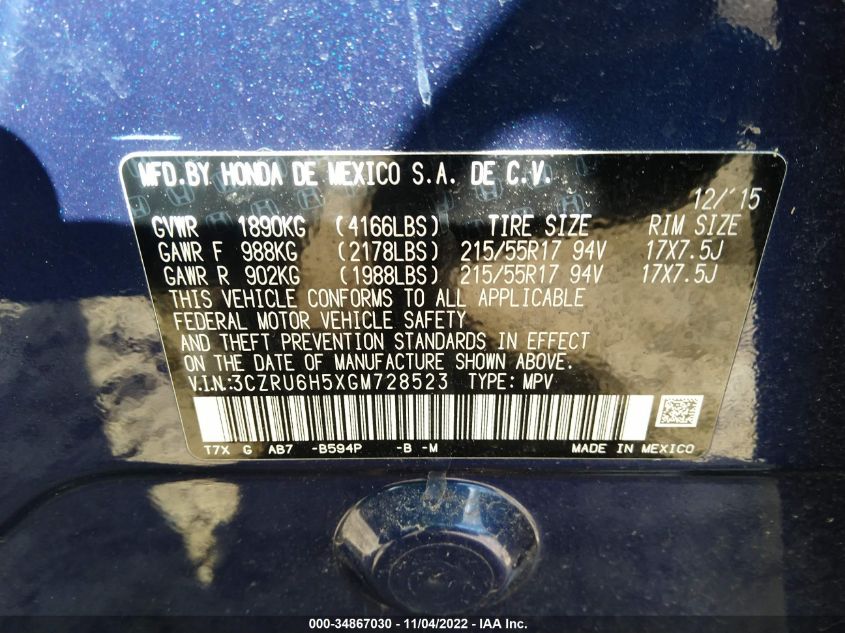 MFD.BY HONDA DE MEXICO S.A. DE C.V.
12/'15
GVWR 1890KG (4166LBS) TIRE SIZE RIM SIZE
GAWR F 988KG (2178LBS) 215/55R17 94V 17X7.5J
GAWR R 902KG (1988LBS) 215/55R17 94V 17X7.5J
THIS VEHICLE CONFORMS TO ALL APPLICABLE
FEDERAL MOTOR VEHICLE SAFETY
AND THEFT PREVENTION STANDARDS IN EFFECT
ON THE DATE OF MANUFACTURE SHOWN ABOVE.
V.I.N.:3CZRU6H5XGM728523 TYPE: MPV
T7X G AB7 -B594P -B -M MADE IN MEXICO
000-34867030 - 11/04/2022 - IAA Inc.